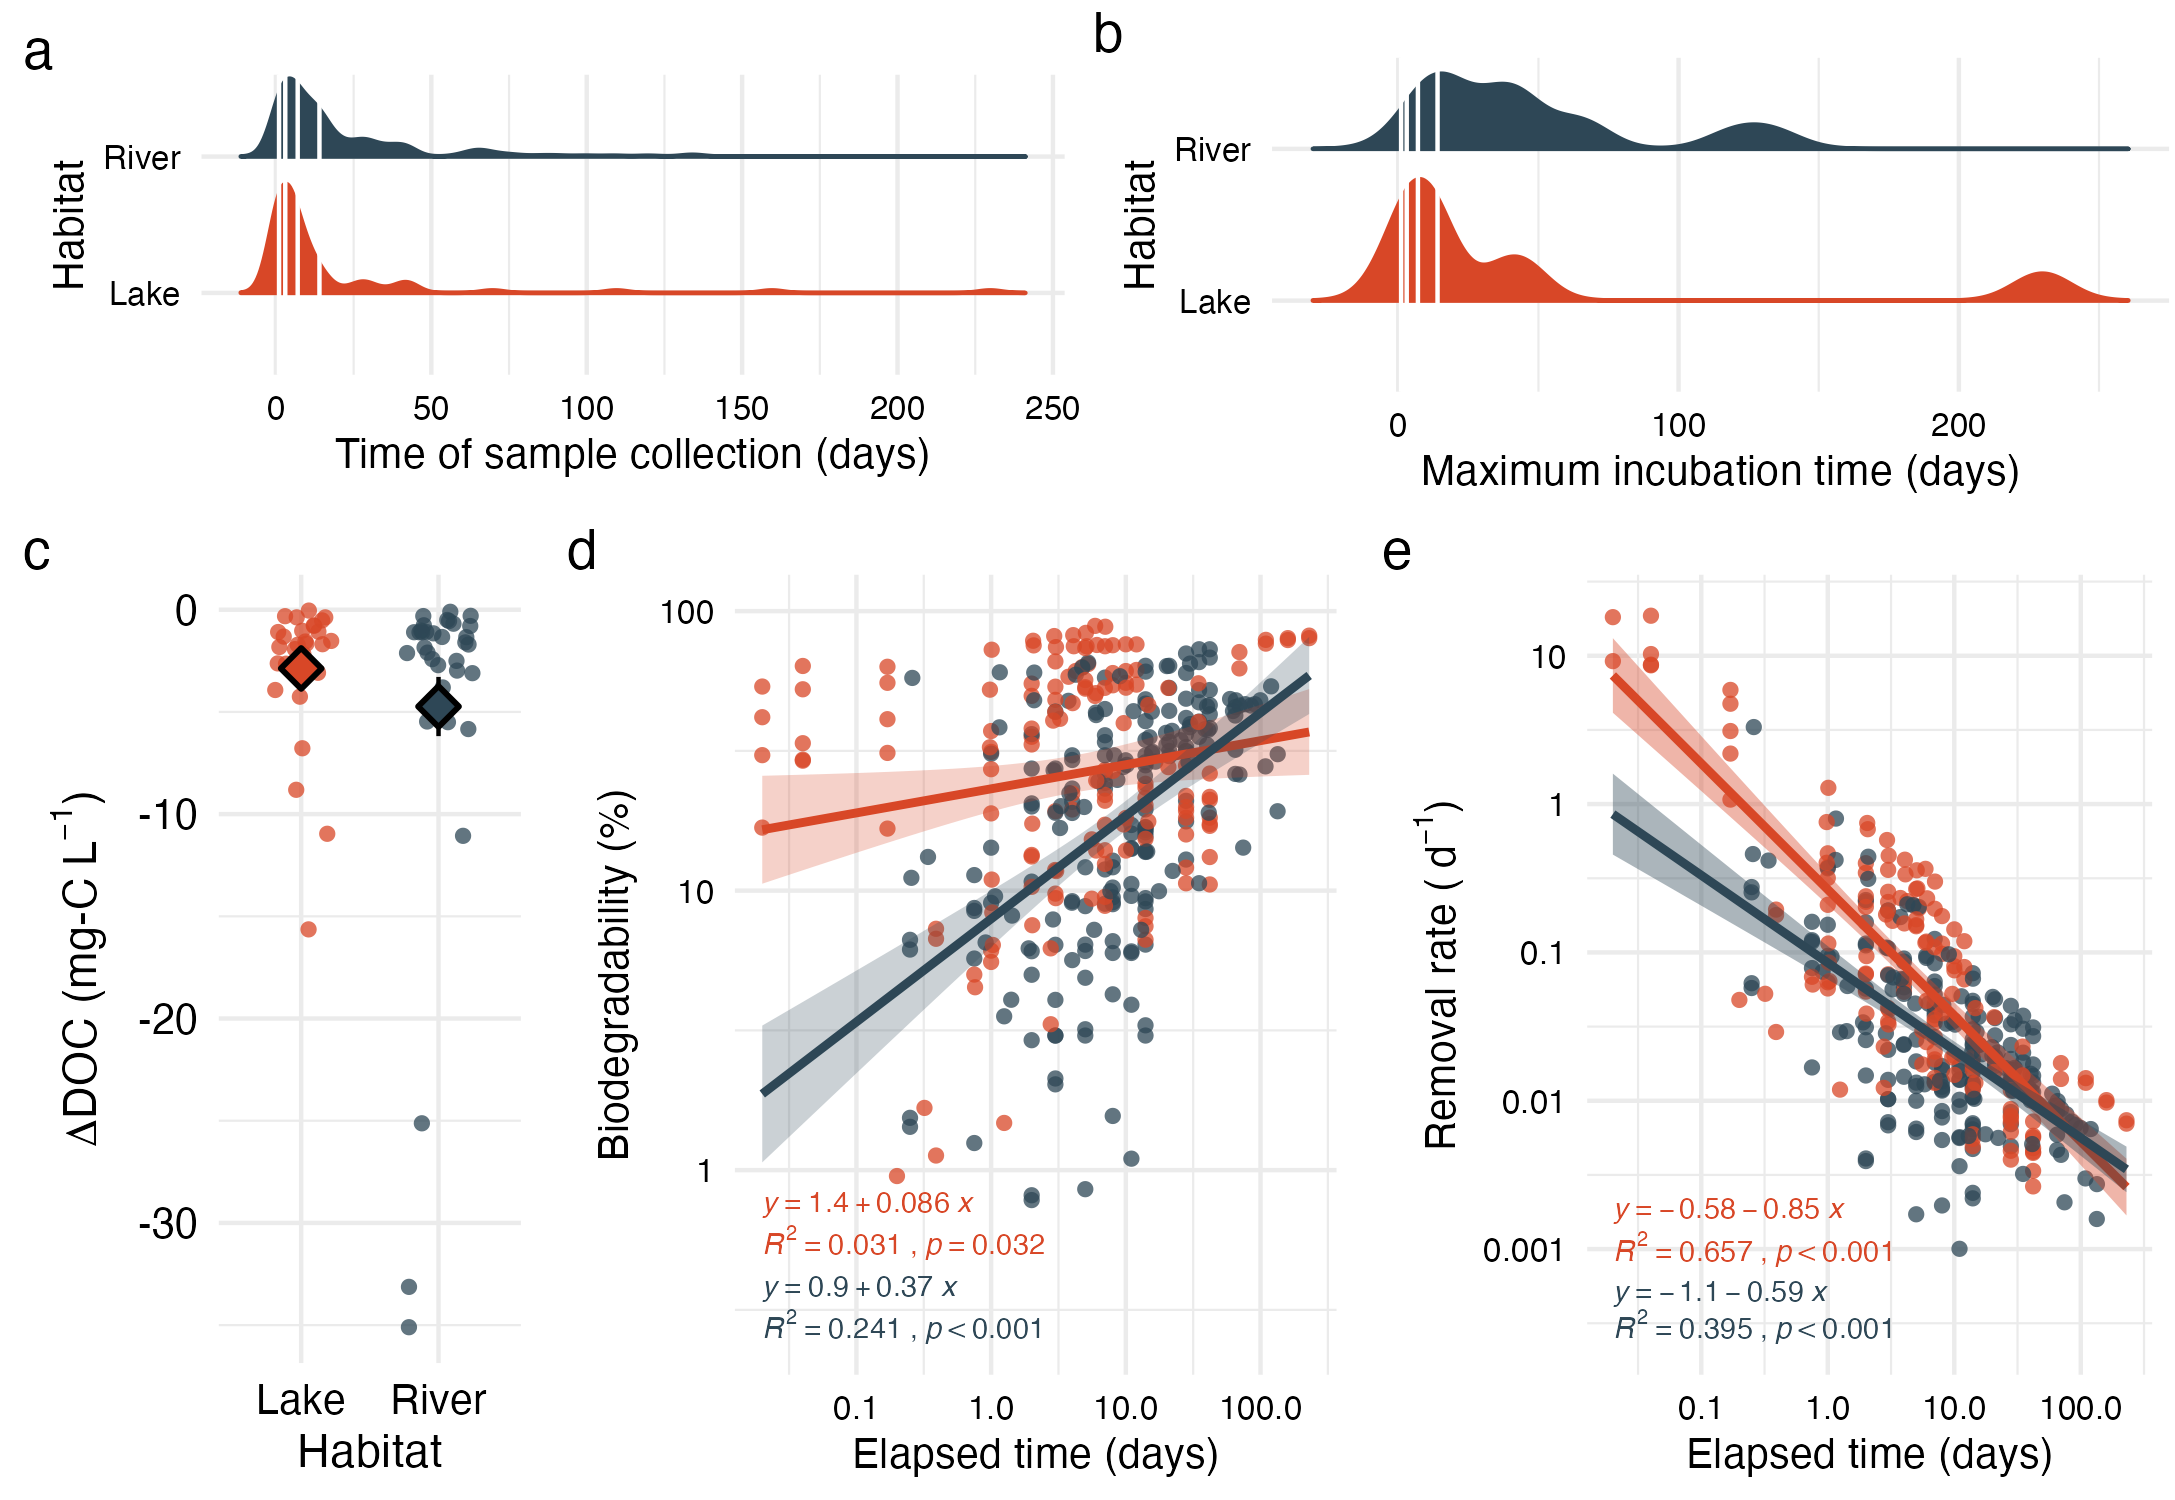 a
River
Lake
Habitat
0 50 100 150 200 250
Time of sample collection (days)
b
River
Lake
Habitat
0 100 200
Maximum incubation time (days)
c
0
-10
-20
-30
ΔDOC (mg-C L⁻¹)
Lake River
Habitat
d
100
10
1
Biodegradability (%)
y = 1.4 + 0.086 x
R² = 0.031 , p = 0.032
y = 0.9 + 0.37 x
R² = 0.241 , p < 0.001
0.1 1.0 10.0 100.0
Elapsed time (days)
e
10
1
0.1
0.01
0.001
Removal rate ( d⁻¹)
y = − 0.58 − 0.85 x
R² = 0.657 , p < 0.001
y = − 1.1 − 0.59 x
R² = 0.395 , p < 0.001
0.1 1.0 10.0 100.0
Elapsed time (days)